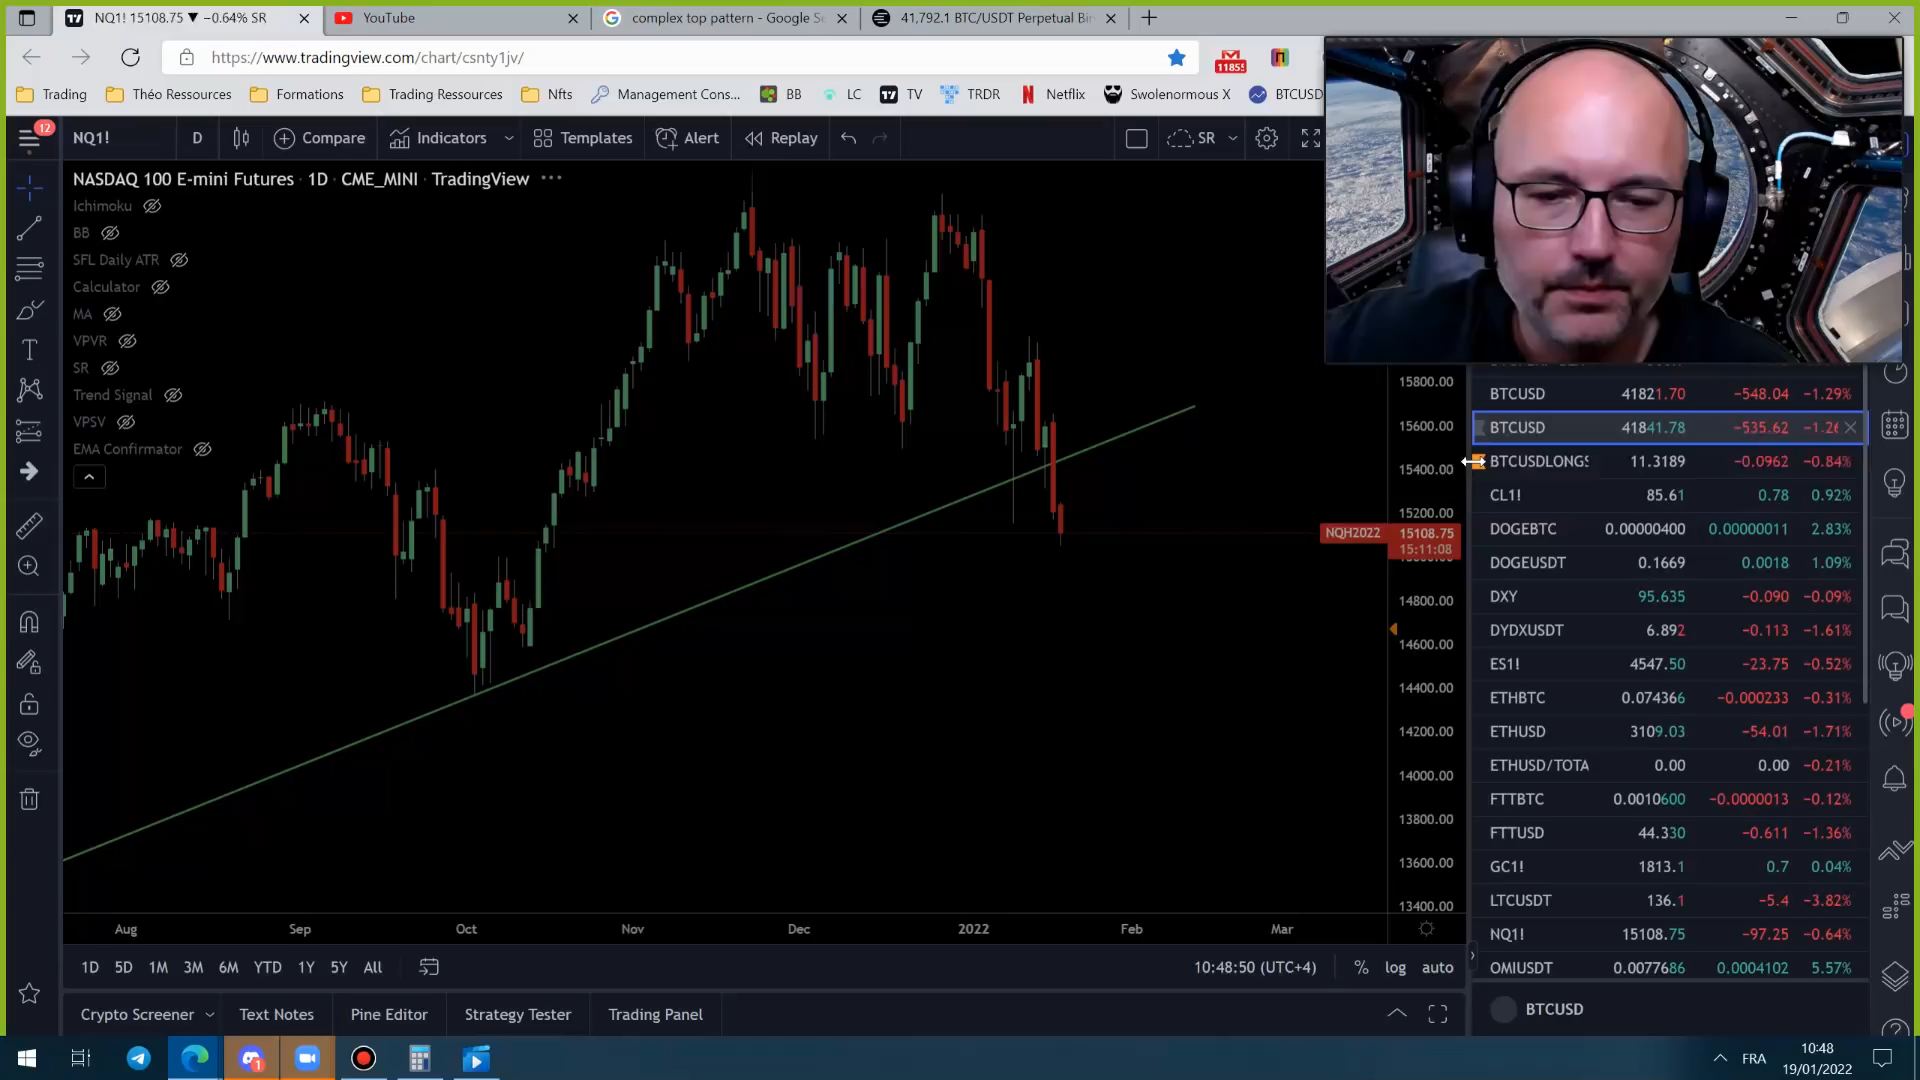 NQ1! 15108.75 ▼ −0.64% SR
YouTube
complex top pattern - Google Se
41,792.1 BTC/USDT Perpetual Bin
https://www.tradingview.com/chart/csnty1jv/
11855
Trading
Théo Ressources
Formations
Trading Ressources
Nfts
Management Cons...
BB
LC
TV
TRDR
Netflix
Swolenormous X
BTCUSD
12
NQ1!
D
Compare
Indicators
Templates
Alert
Replay
SR
NASDAQ 100 E-mini Futures · 1D · CME_MINI · TradingView
Ichimoku
BB
SFL Daily ATR
Calculator
MA
VPVR
SR
Trend Signal
VPSV
EMA Confirmator
15800.00
15600.00
15400.00
15200.00
NQH2022 15108.75
15:11:08
14800.00
14600.00
14400.00
14200.00
14000.00
13800.00
13600.00
13400.00
Aug Sep Oct Nov Dec 2022 Feb Mar
BTCUSD 41821.70 −548.04 −1.29%
BTCUSD 41841.78 −535.62 −1.26
BTCUSDLONGS 11.3189 −0.0962 −0.84%
CL1! 85.61 0.78 0.92%
DOGEBTC 0.00000400 0.00000011 2.83%
DOGEUSDT 0.1669 0.0018 1.09%
DXY 95.635 −0.090 −0.09%
DYDXUSDT 6.892 −0.113 −1.61%
ES1! 4547.50 −23.75 −0.52%
ETHBTC 0.074366 −0.000233 −0.31%
ETHUSD 3109.03 −54.01 −1.71%
ETHUSD/TOTA 0.00 0.00 −0.21%
FTTBTC 0.0010600 −0.0000013 −0.12%
FTTUSD 44.330 −0.611 −1.36%
GC1! 1813.1 0.7 0.04%
LTCUSDT 136.1 −5.4 −3.82%
NQ1! 15108.75 −97.25 −0.64%
OMIUSDT 0.0077686 0.0004102 5.57%
BTCUSD
1D 5D 1M 3M 6M YTD 1Y 5Y All
10:48:50 (UTC+4) % log auto
Crypto Screener
Text Notes
Pine Editor
Strategy Tester
Trading Panel
1
FRA
10:48
19/01/2022